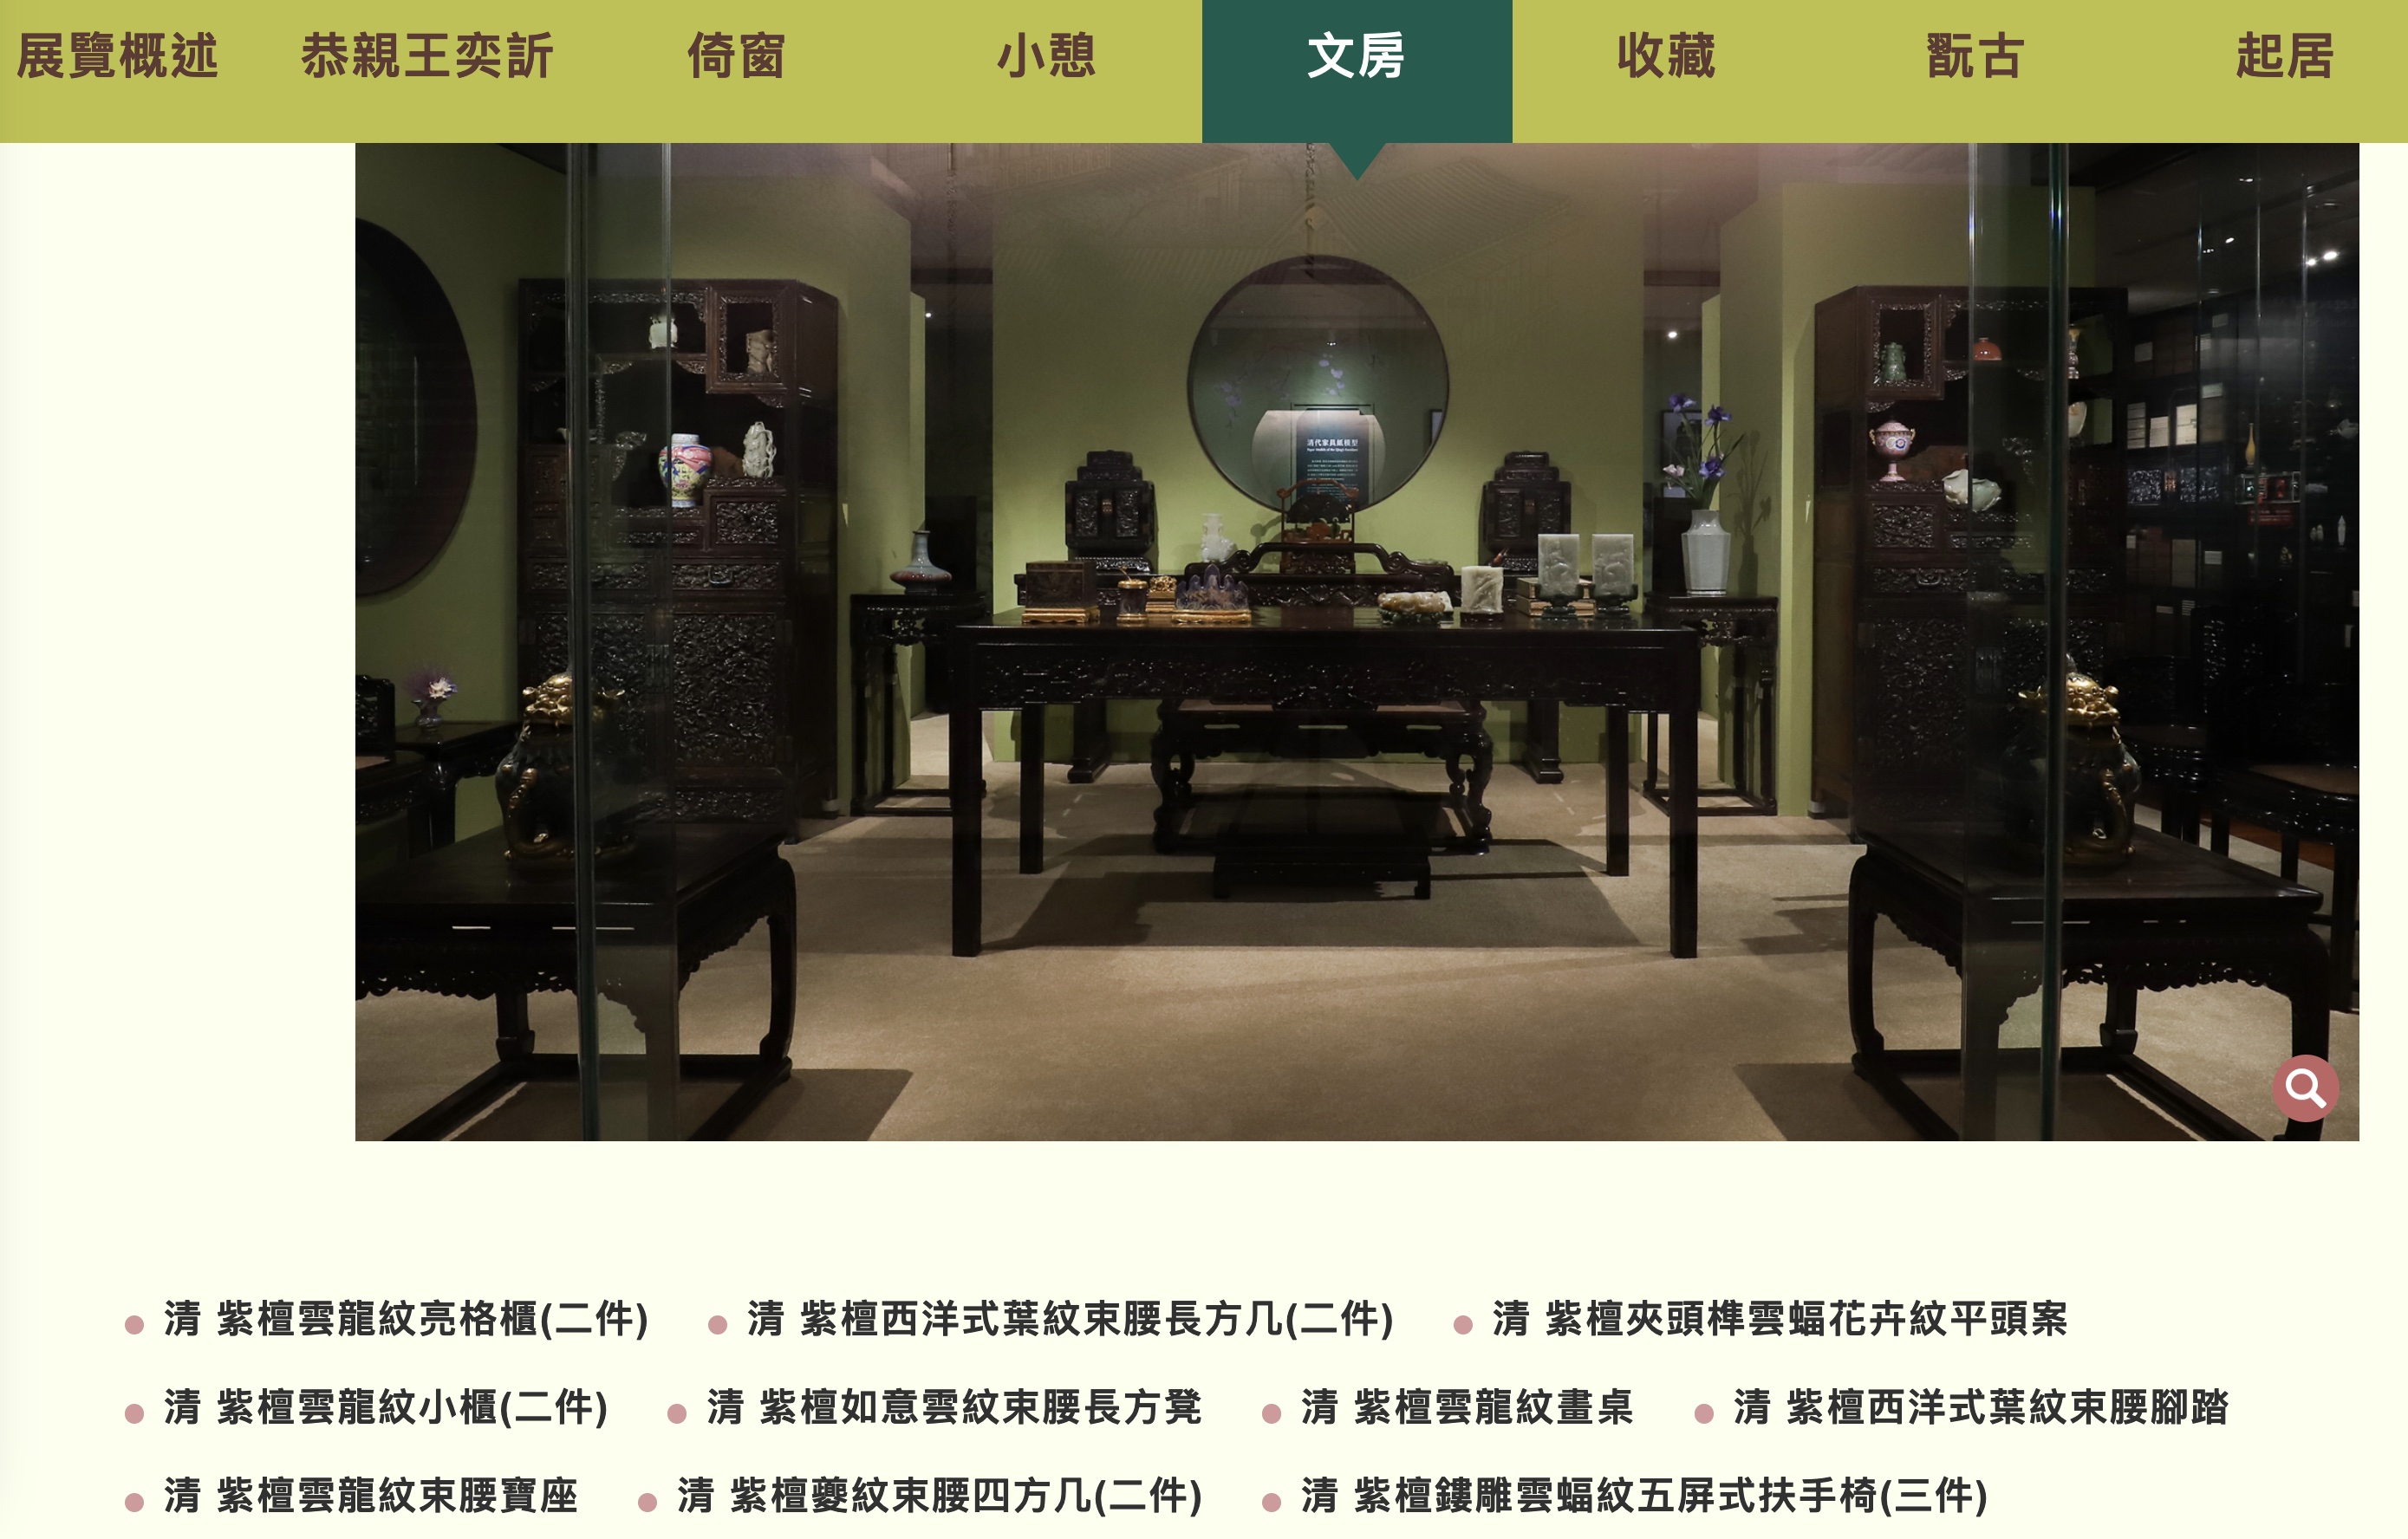 展覽概述 恭親王奕訢 倚窗 小憩 文房 收藏 翫古 起居
清代家具紙模型
清 紫檀雲龍紋亮格櫃(二件) 清 紫檀西洋式葉紋束腰長方几(二件) 清 紫檀夾頭榫雲蝠花卉紋平頭案
清 紫檀雲龍紋小櫃(二件) 清 紫檀如意雲紋束腰長方凳 清 紫檀雲龍紋畫桌 清 紫檀西洋式葉紋束腰腳踏
清 紫檀雲龍紋束腰寶座 清 紫檀夔紋束腰四方几(二件) 清 紫檀鏤雕雲蝠紋五屏式扶手椅(三件)